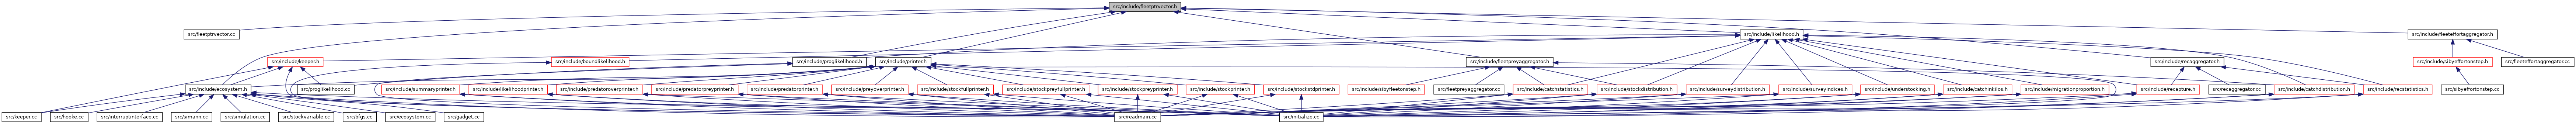 src/include/fleetptrvector.h
src/fleetptrvector.cc
src/include/likelihood.h
src/include/fleeteffortaggregator.h
src/include/keeper.h
src/include/boundlikelihood.h
src/include/proglikelihood.h
src/include/printer.h
src/include/fleetpreyaggregator.h
src/include/recaggregator.h
src/include/sibyeffortonstep.h
src/fleeteffortaggregator.cc
src/include/ecosystem.h
src/proglikelihood.cc
src/include/summaryprinter.h
src/include/likelihoodprinter.h
src/include/predatoroverprinter.h
src/include/predatorpreyprinter.h
src/include/predatorprinter.h
src/include/preyoverprinter.h
src/include/stockfullprinter.h
src/include/stockpreyfullprinter.h
src/include/stockpreyprinter.h
src/include/stockprinter.h
src/include/stockstdprinter.h
src/include/sibyfleetonstep.h
src/fleetpreyaggregator.cc
src/include/catchstatistics.h
src/include/stockdistribution.h
src/include/surveydistribution.h
src/include/surveyindices.h
src/include/understocking.h
src/include/catchinkilos.h
src/include/migrationproportion.h
src/include/recapture.h
src/recaggregator.cc
src/include/catchdistribution.h
src/include/recstatistics.h
src/sibyeffortonstep.cc
src/keeper.cc
src/hooke.cc
src/interruptinterface.cc
src/simann.cc
src/simulation.cc
src/stockvariable.cc
src/bfgs.cc
src/ecosystem.cc
src/gadget.cc
src/readmain.cc
src/initialize.cc